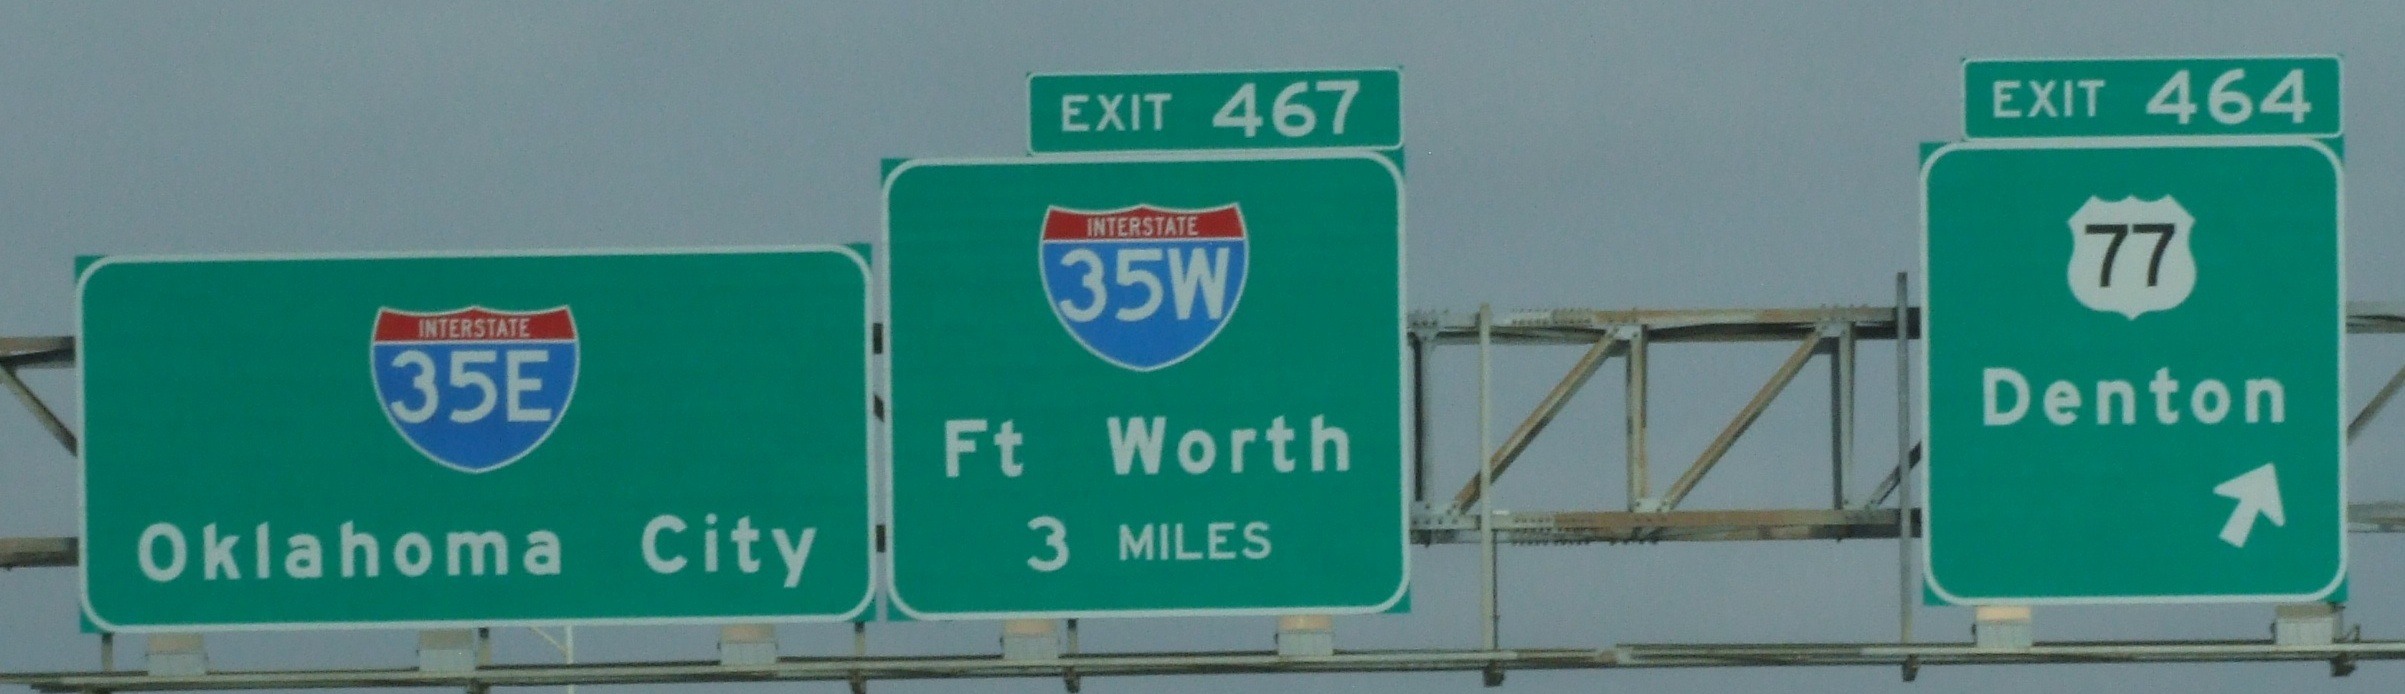 INTERSTATE
35E
Oklahoma City
EXIT 467
INTERSTATE
35W
Ft Worth
3 MILES
EXIT 464
77
Denton